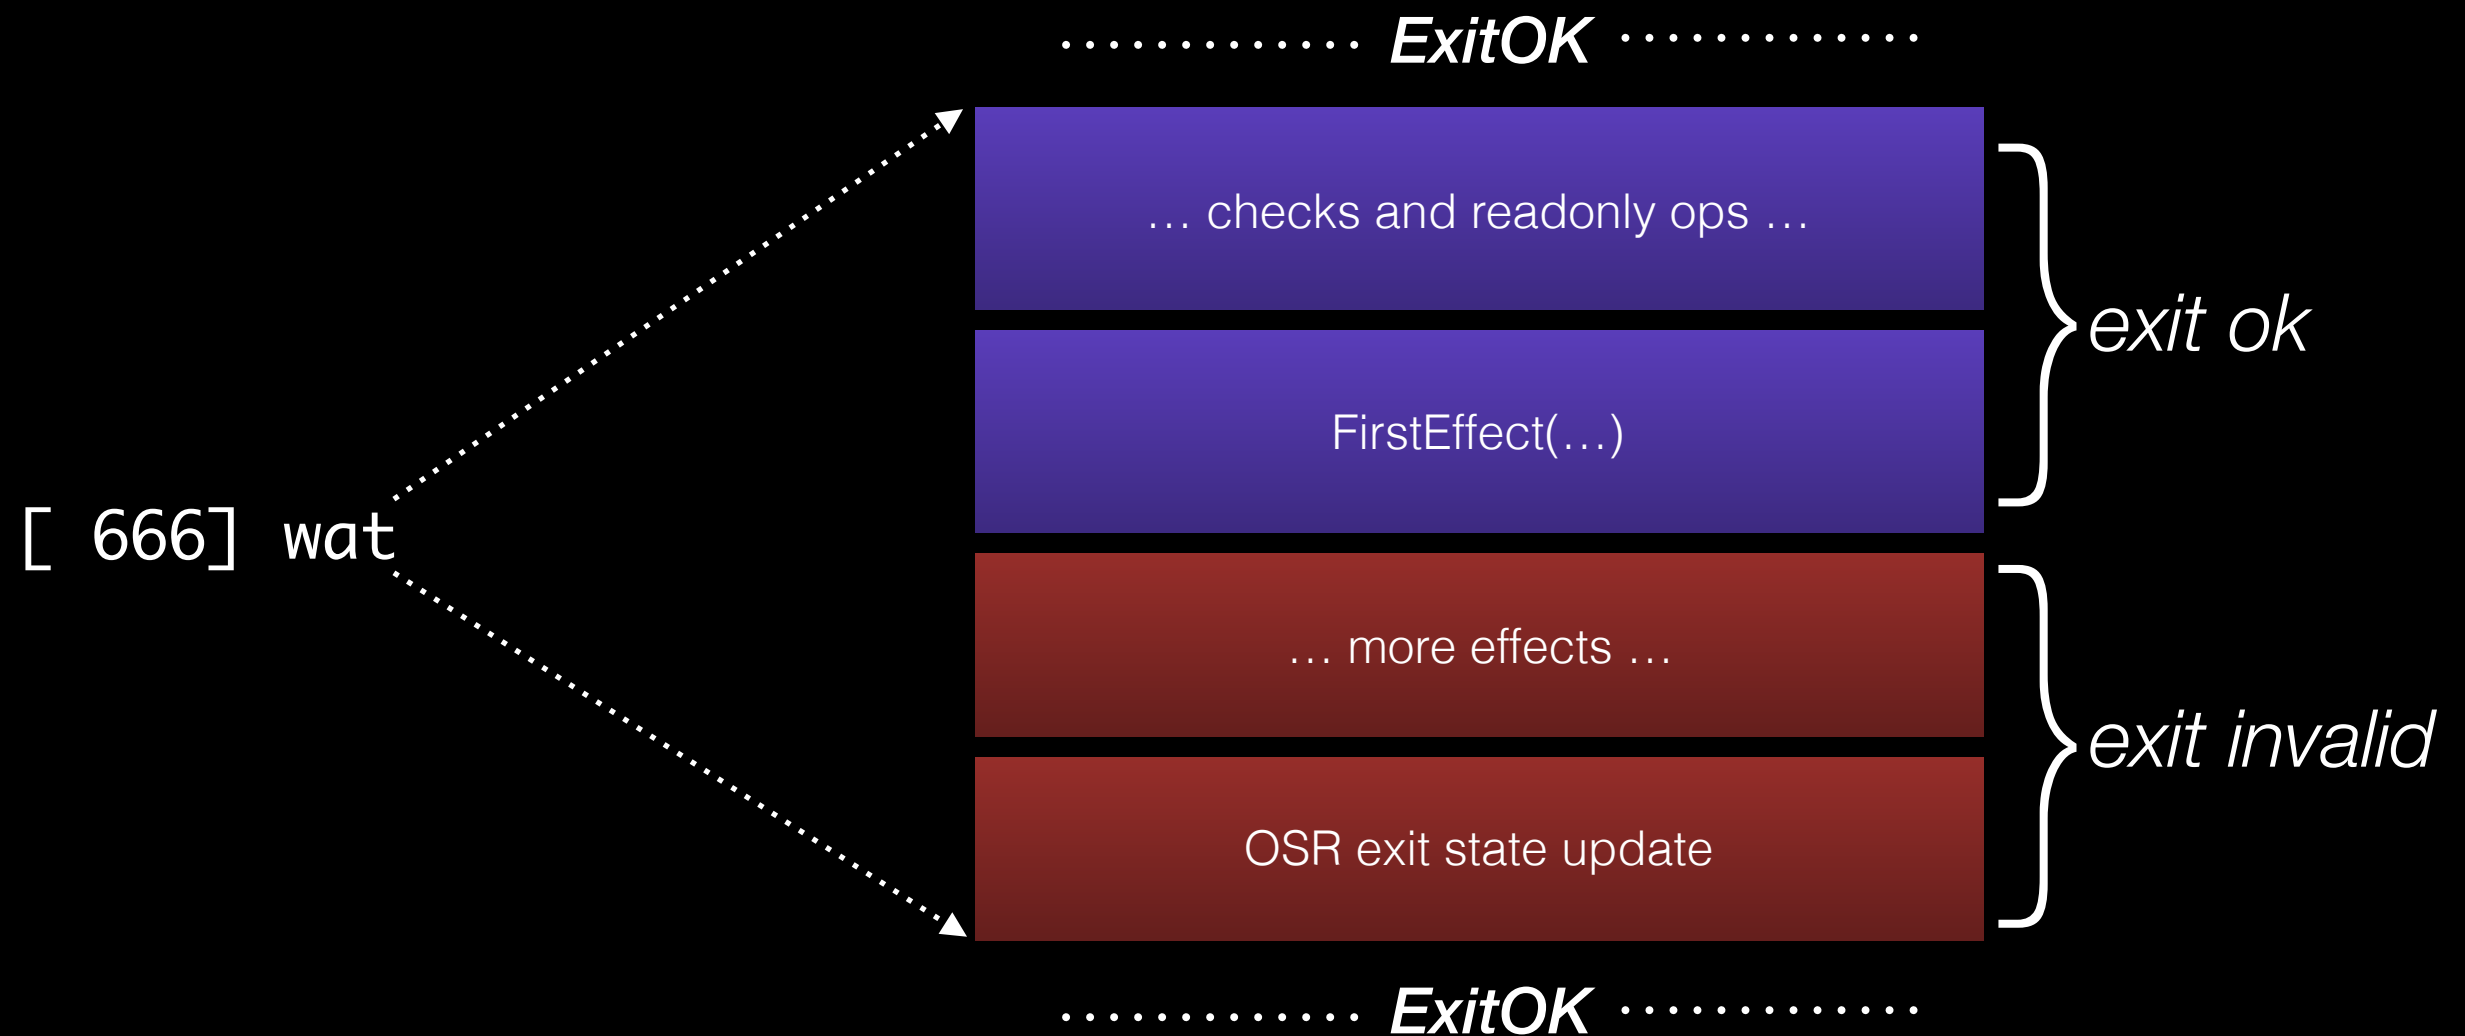 ExitOK
… checks and readonly ops …
exit ok
FirstEffect(…)
[ 666] wat
… more effects …
exit invalid
OSR exit state update
ExitOK